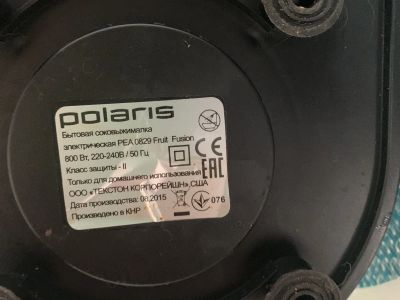 polaris
Бытовая соковыжималка
электрическая PEA 0829 Fruit Fusion
800 Вт, 220-240В / 50 Гц
Класс защиты - II
Только для домашнего использования
ООО «ТЕКСТОН КОРПОРЕЙШН»,США
Дата производства: 08.2015
Произведено в КНР
CE
EAC
076